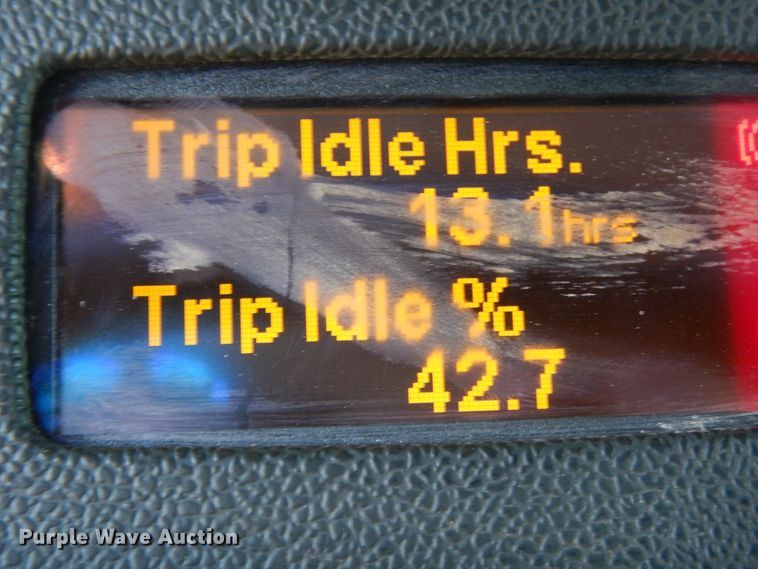 Trip Idle Hrs.
13.1hrs
Trip Idle %
42.7
Purple Wave Auction